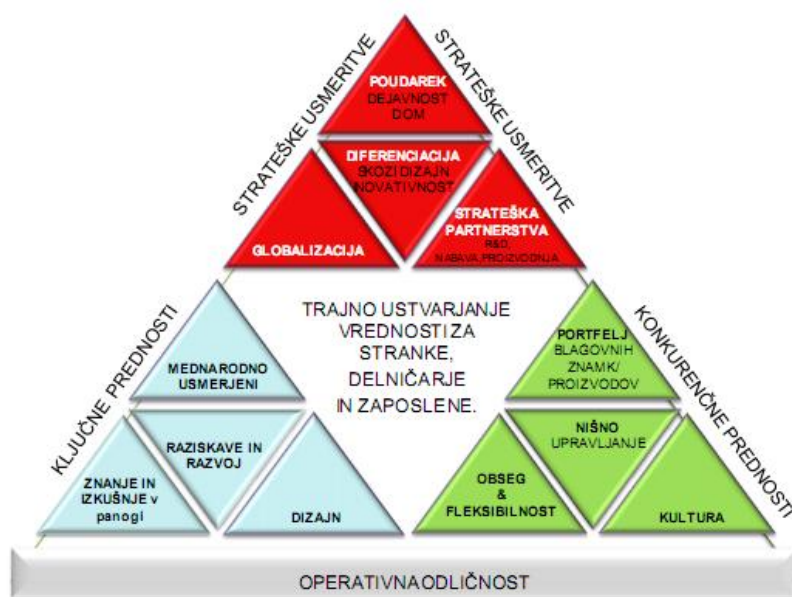 STRATEŠKE USMERITVE
STRATEŠKE USMERITVE
POUDAREK
DEJAVNOST
DOM
DIFERENCIACIJA
SKOZI DIZAJN
INOVATIVNOST
GLOBALIZACIJA
STRATEŠKA
PARTNERSTVA
R&D,
NABAVA,PROIZVODNJA
KLJUČNE PREDNOSTI
KONKURENČNE PREDNOSTI
TRAJNO USTVARJANJE
VREDNOSTI ZA
STRANKE,
DELNIČARJE
IN ZAPOSLENE.
MEDNARODNO
USMERJENI
RAZISKAVE IN
RAZVOJ
ZNANJE IN
IZKUŠNJE v
panogi
DIZAJN
PORTFELJ
BLAGOVNIH
ZNAMK/
PROIZVODOV
NIŠNO
UPRAVLJANJE
OBSEG
&
FLEKSIBILNOST
KULTURA
OPERATIVNA ODLIČNOST